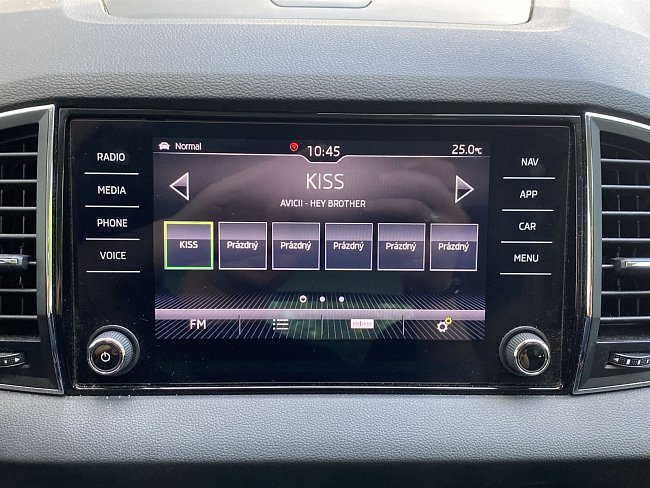 RADIO
MEDIA
PHONE
VOICE
Normal
10:45
25.0°C
KISS
AVICII - HEY BROTHER
KISS
Prázdný
Prázdný
Prázdný
Prázdný
Prázdný
FM
NAV
APP
CAR
MENU